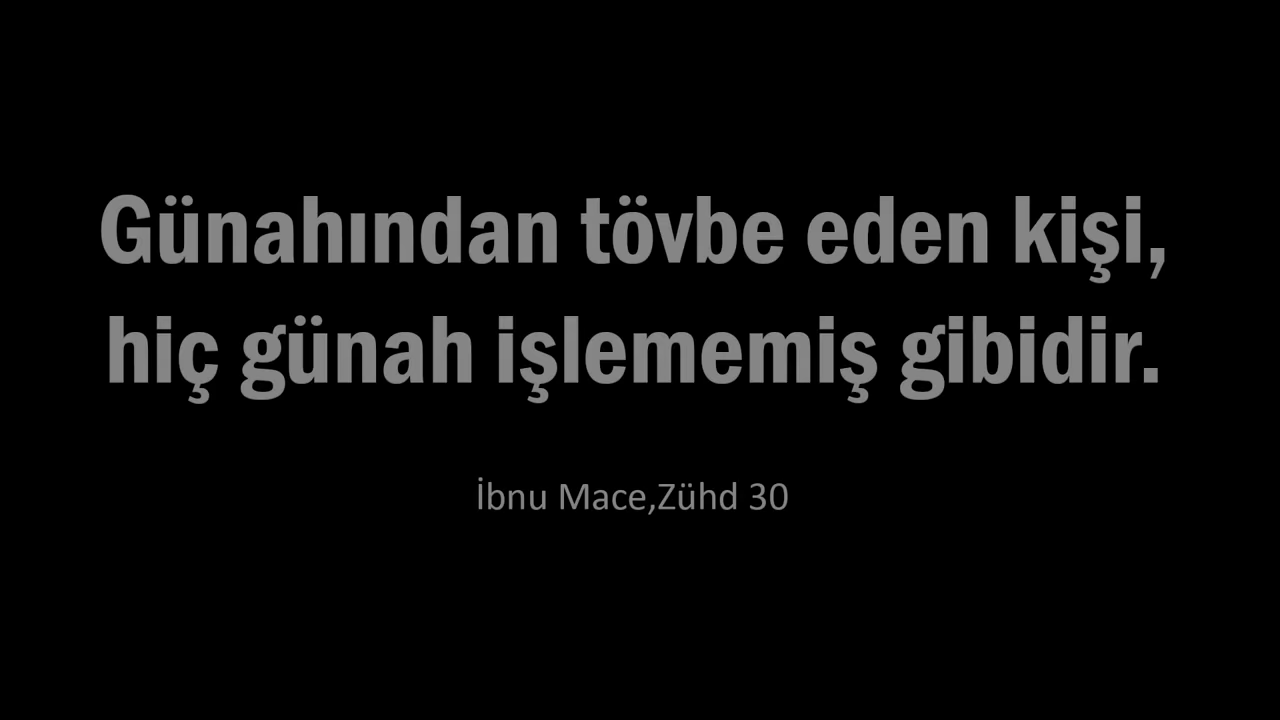 Günahından tövbe eden kişi,
hiç günah işlememiş gibidir.
İbnu Mace,Zühd 30